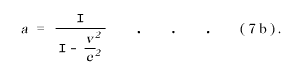 a = I / (I - v²/c²) . . . (7b).